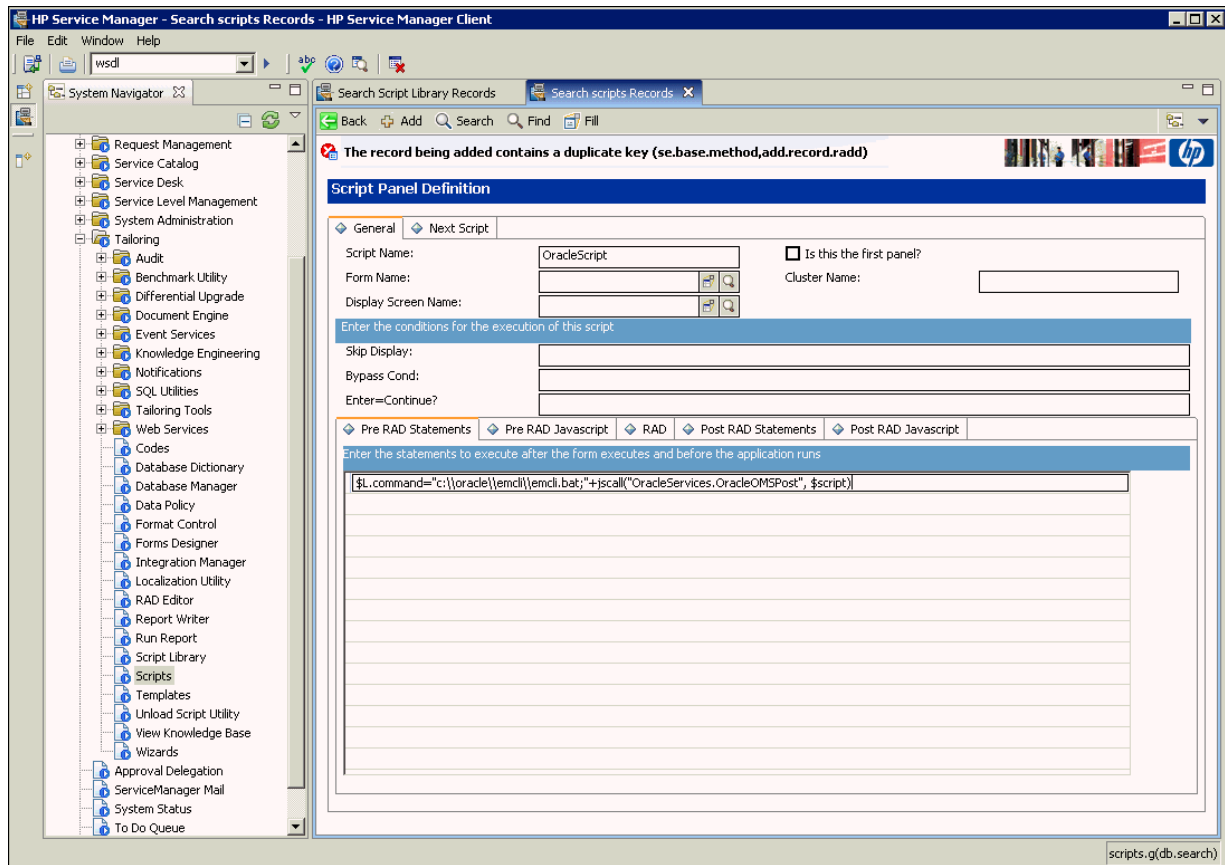 HP Service Manager - Search scripts Records - HP Service Manager Client
File Edit Window Help
wsdl
abc
System Navigator
Search Script Library Records
Search scripts Records
Back Add Search Find Fill
The record being added contains a duplicate key (se.base.method,add.record.radd)
hp
Request Management
Service Catalog
Service Desk
Service Level Management
System Administration
Tailoring
Audit
Benchmark Utility
Differential Upgrade
Document Engine
Event Services
Knowledge Engineering
Notifications
SQL Utilities
Tailoring Tools
Web Services
Codes
Database Dictionary
Database Manager
Data Policy
Format Control
Forms Designer
Integration Manager
Localization Utility
RAD Editor
Report Writer
Run Report
Script Library
Scripts
Templates
Unload Script Utility
View Knowledge Base
Wizards
Approval Delegation
ServiceManager Mail
System Status
To Do Queue
Script Panel Definition
General Next Script
Script Name: OracleScript Is this the first panel?
Form Name: Cluster Name:
Display Screen Name:
Enter the conditions for the execution of this script
Skip Display:
Bypass Cond:
Enter=Continue?
Pre RAD Statements Pre RAD Javascript RAD Post RAD Statements Post RAD Javascript
Enter the statements to execute after the form executes and before the application runs
$L.command="c:\\oracle\\emcli\\emcli.bat;"+jscall("OracleServices.OracleOMSPost", $script)
scripts.g(db.search)